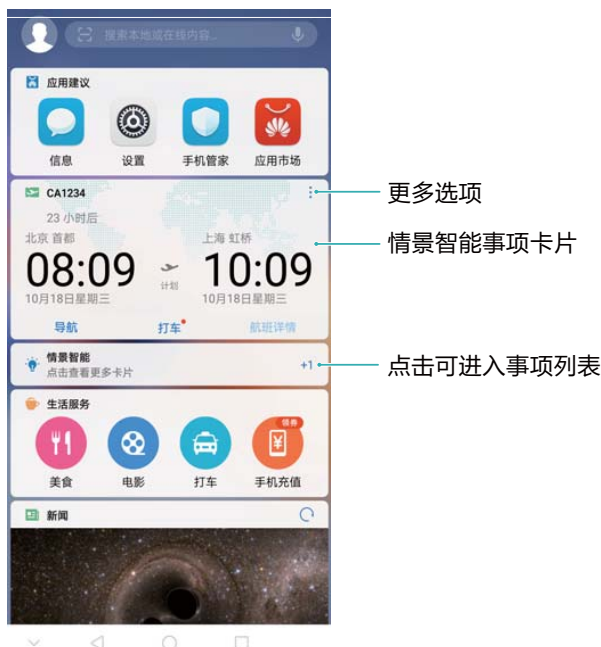 搜索本地或在线内容...
应用建议
信息
设置
手机管家
应用市场
CA1234
更多选项
23 小时后
北京 首都
上海 虹桥
情景智能事项卡片
08:09
计划
10:09
10月18日星期三
10月18日星期三
导航
打车
航班详情
情景智能
点击查看更多卡片
+1
点击可进入事项列表
生活服务
领券
美食
电影
打车
手机充值
新闻